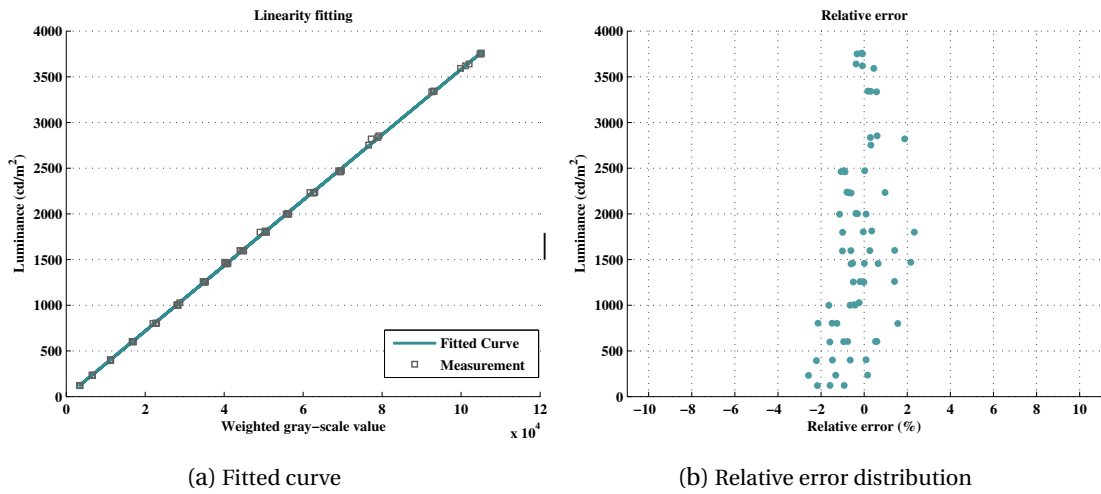 Linearity fitting
4000
3500
3000
2500
2000
1500
1000
500
0
Luminance (cd/m²)
Fitted Curve
Measurement
0 2 4 6 8 10 12
x 10⁴
Weighted gray−scale value
(a) Fitted curve
Relative error
4000
3500
3000
2500
2000
1500
1000
500
0
Luminance (cd/m²)
−10 −8 −6 −4 −2 0 2 4 6 8 10
Relative error (%)
(b) Relative error distribution